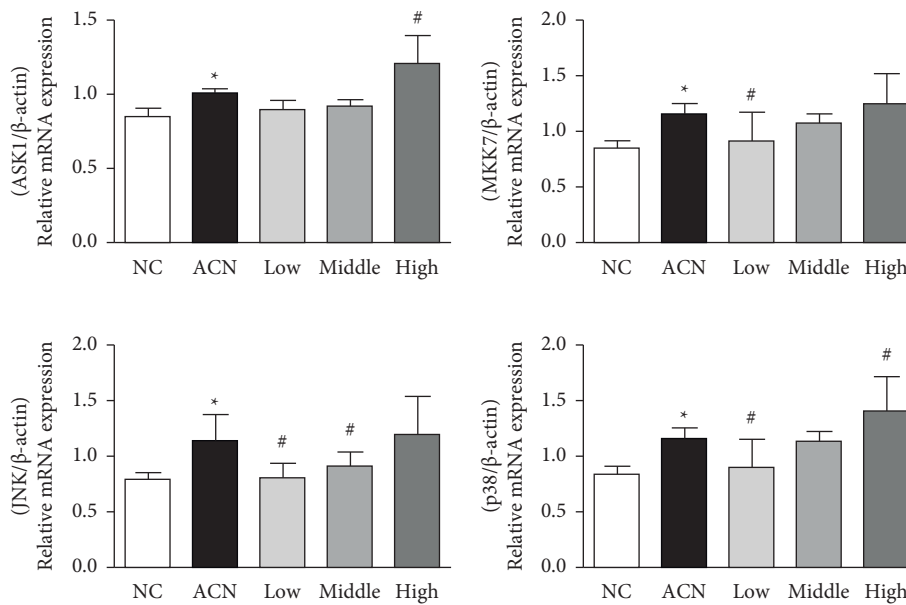 (ASK1/β-actin)
Relative mRNA expression
1.5
1.0
0.5
0.0
*
#
NC ACN Low Middle High
(MKK7/β-actin)
Relative mRNA expression
2.0
1.5
1.0
0.5
0.0
*
#
NC ACN Low Middle High
(JNK/β-actin)
Relative mRNA expression
2.0
1.5
1.0
0.5
0.0
*
#
#
NC ACN Low Middle High
(p38/β-actin)
Relative mRNA expression
2.0
1.5
1.0
0.5
0.0
*
#
#
NC ACN Low Middle High